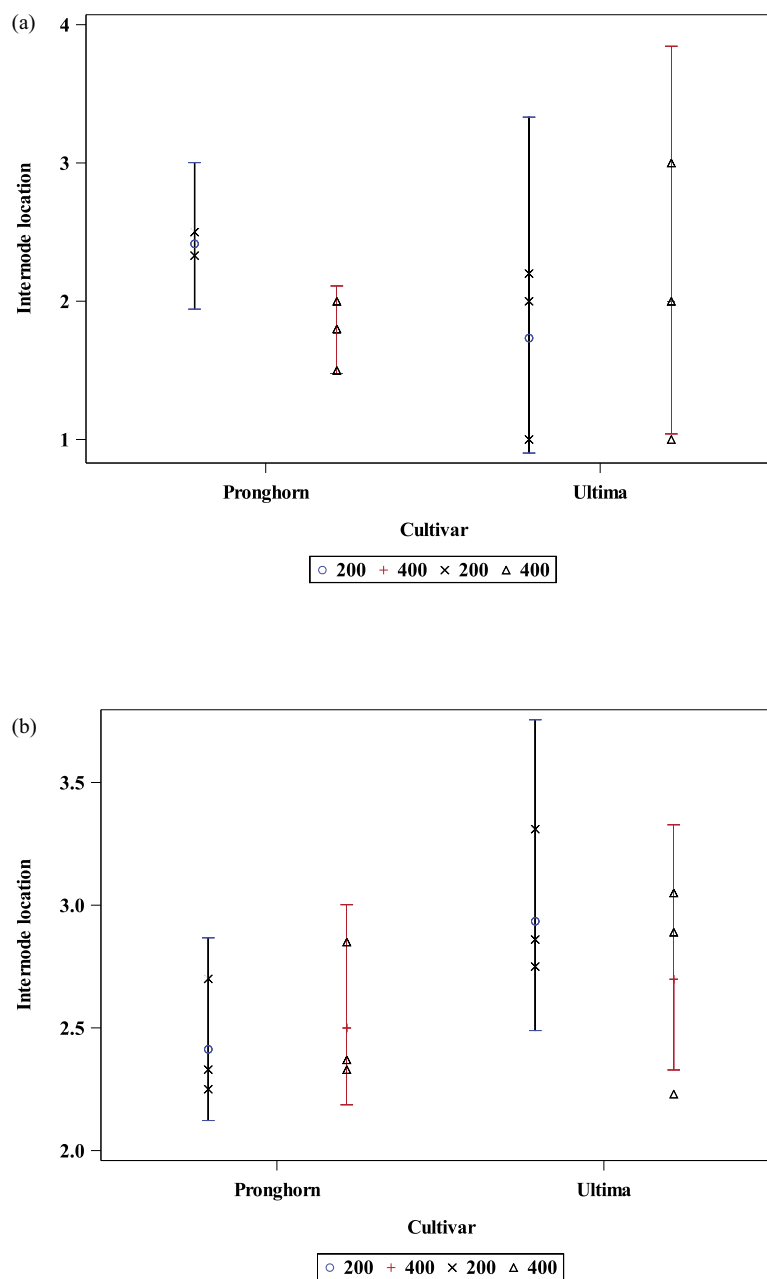 (a)
4
3
2
1
Internode location
Pronghorn Ultima
Cultivar
200 400 200 400
(b)
3.5
3.0
2.5
2.0
Internode location
Pronghorn Ultima
Cultivar
200 400 200 400